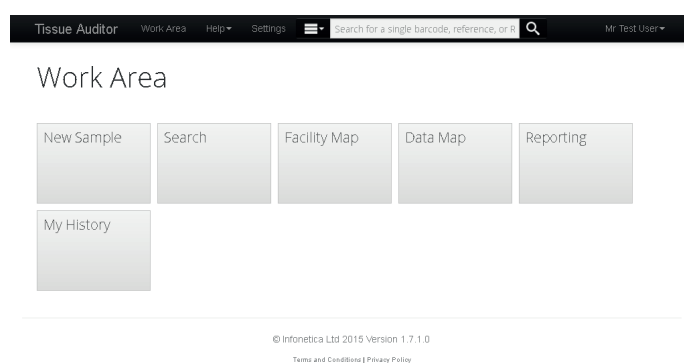 Tissue Auditor Work Area Help Settings Search for a single barcode, reference, or R Mr Test User
Work Area
New Sample Search Facility Map Data Map Reporting
My History
© Infonetica Ltd 2015 Version 1.7.1.0
Terms and Conditions | Privacy Policy